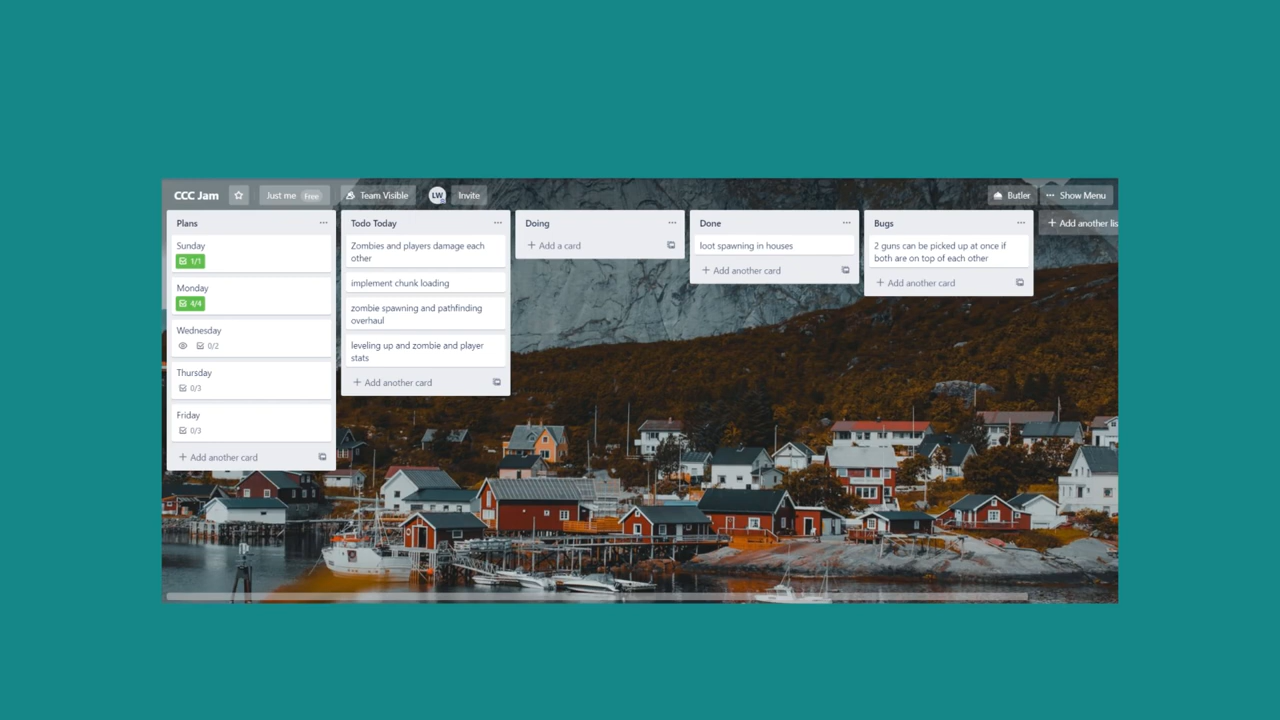 CCC Jam
Just me Free
Team Visible
LW
Invite
Butler
Show Menu
Plans
Sunday
1/1
Monday
4/4
Wednesday
0/2
Thursday
0/3
Friday
0/3
+ Add another card
Todo Today
Zombies and players damage each
other
implement chunk loading
zombie spawning and pathfinding
overhaul
leveling up and zombie and player
stats
+ Add another card
Doing
+ Add a card
Done
loot spawning in houses
+ Add another card
Bugs
2 guns can be picked up at once if
both are on top of each other
+ Add another card
+ Add another lis